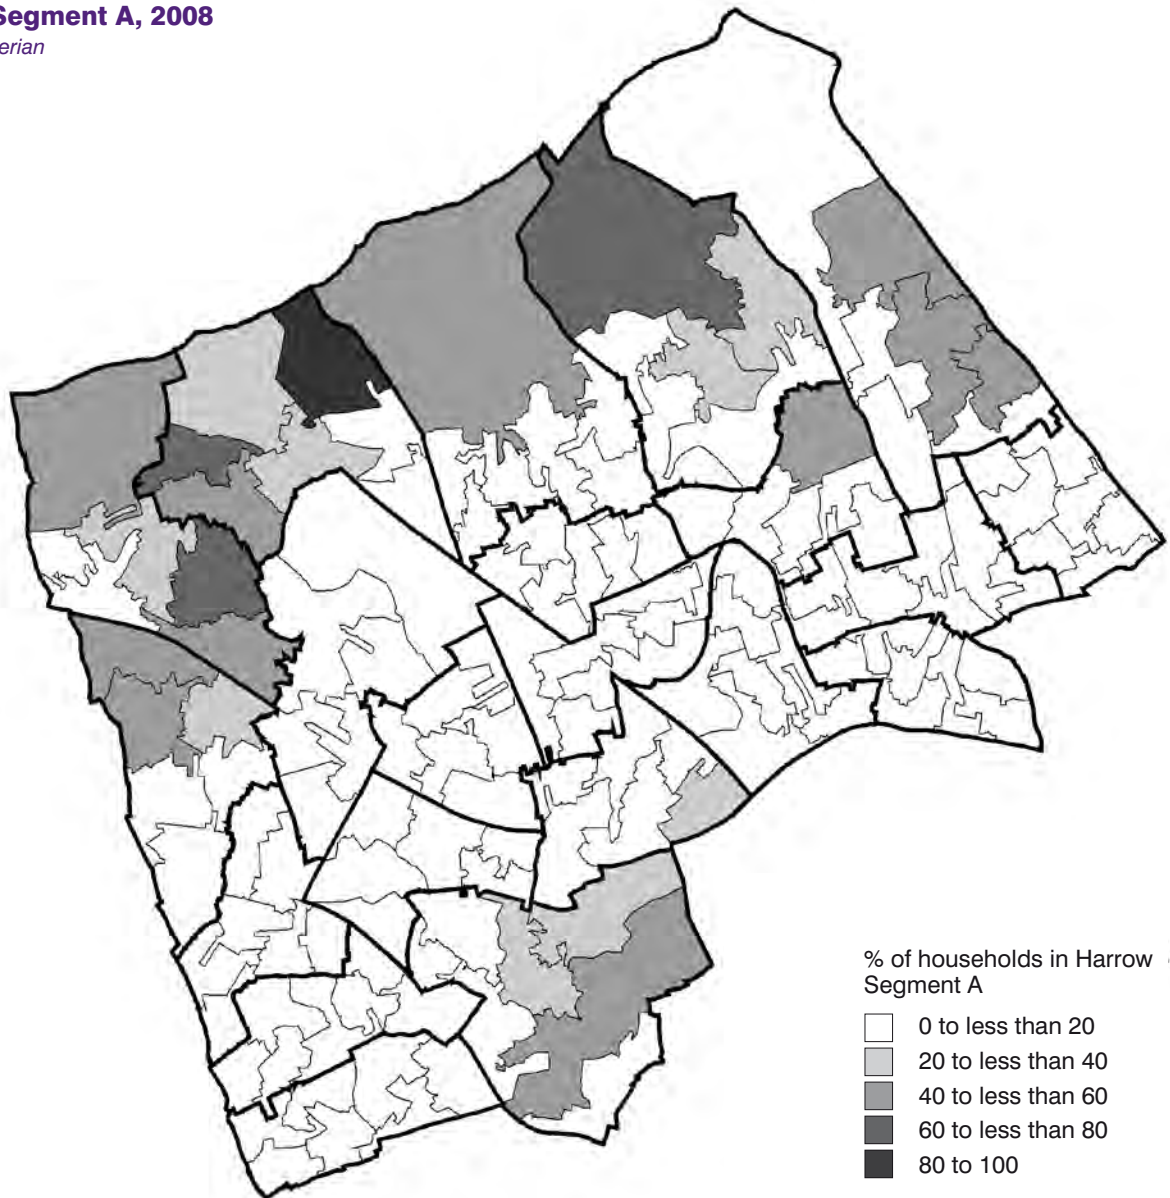 Segment A, 2008
% of households in Harrow
Segment A
0 to less than 20
20 to less than 40
40 to less than 60
60 to less than 80
80 to 100